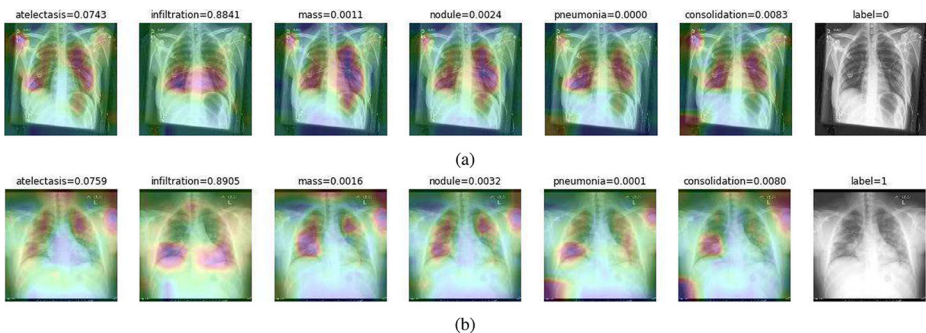 atelectasis=0.0743 infiltration=0.8841 mass=0.0011 nodule=0.0024 pneumonia=0.0000 consolidation=0.0083 label=0
(a)
atelectasis=0.0759 infiltration=0.8905 mass=0.0016 nodule=0.0032 pneumonia=0.0001 consolidation=0.0080 label=1
L L L L L L L
(b)